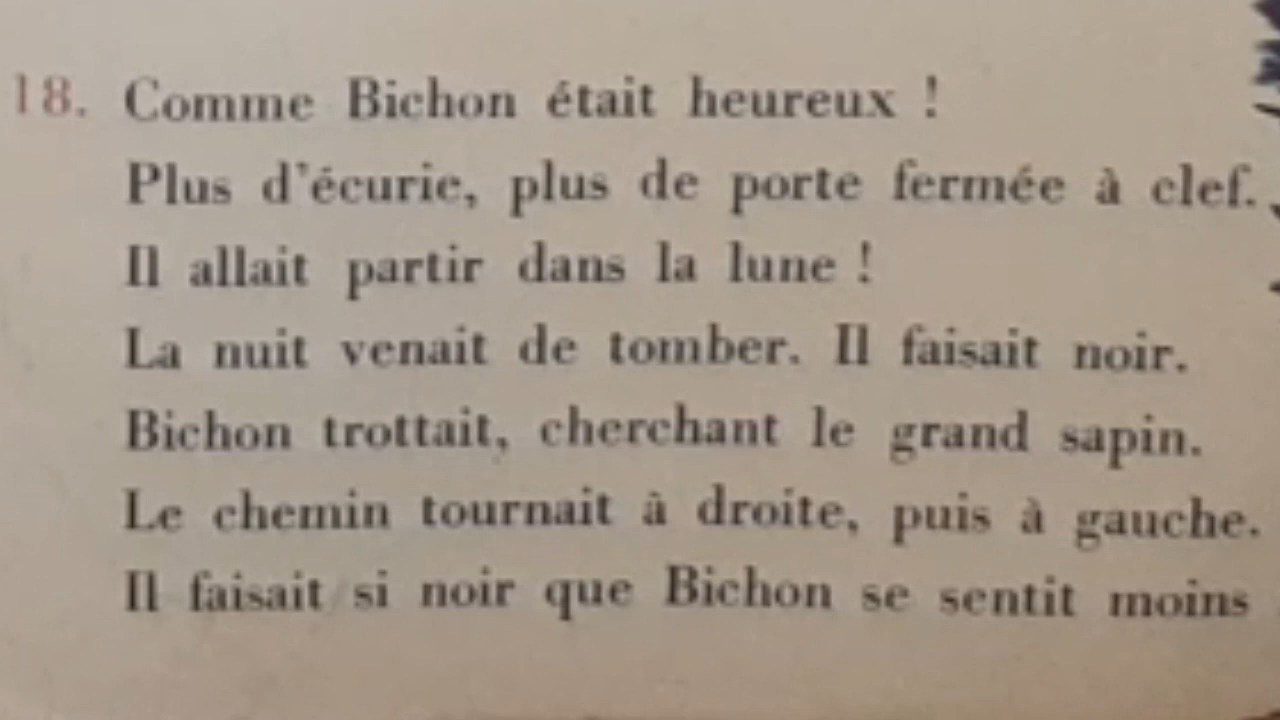 18. Comme Bichon était heureux !
Plus d'écurie, plus de porte fermée à clef.
Il allait partir dans la lune !
La nuit venait de tomber. Il faisait noir.
Bichon trottait, cherchant le grand sapin.
Le chemin tournait à droite, puis à gauche.
Il faisait si noir que Bichon se sentit moins